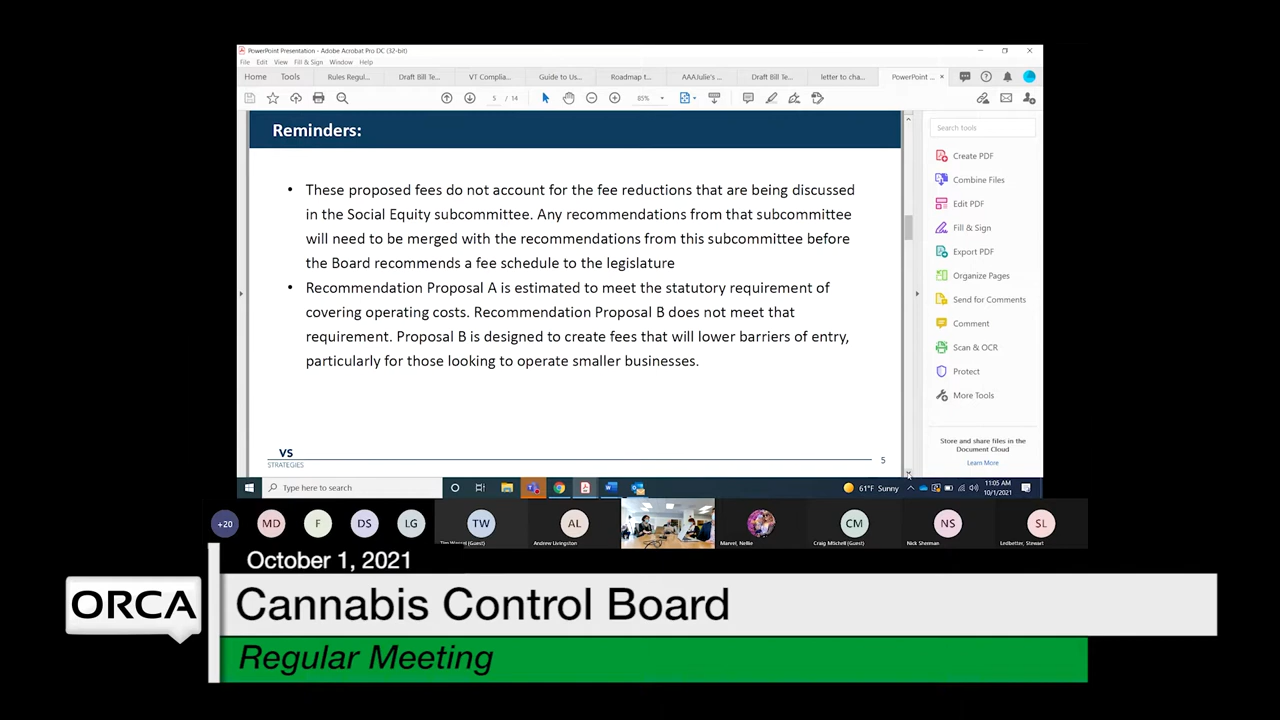 PowerPoint Presentation - Adobe Acrobat Pro DC (32-bit)
File Edit View Fill & Sign Window Help
Home Tools Rules Regul... Draft Bill Te... VT Complia... Guide to Us... Roadmap t... AAAJulie's ... Draft Bill Te... letter to cha... PowerPoint ... ×
5 / 14 85%
Reminders:
• These proposed fees do not account for the fee reductions that are being discussed
in the Social Equity subcommittee. Any recommendations from that subcommittee
will need to be merged with the recommendations from this subcommittee before
the Board recommends a fee schedule to the legislature
• Recommendation Proposal A is estimated to meet the statutory requirement of
covering operating costs. Recommendation Proposal B does not meet that
requirement. Proposal B is designed to create fees that will lower barriers of entry,
particularly for those looking to operate smaller businesses.
VS
STRATEGIES
5
Search tools
Create PDF
Combine Files
Edit PDF
Fill & Sign
Export PDF
Organize Pages
Send for Comments
Comment
Scan & OCR
Protect
More Tools
Store and share files in the
Document Cloud
Learn More
Type here to search
61°F Sunny
11:05 AM
10/1/2021
+20 MD F DS LG TW AL CM NS SL
(Guest) Andrew Livingston Marvel, Nellie Craig Mitchell (Guest) Nick Sherman Ledbetter, Stewart
October 1, 2021
ORCA
Cannabis Control Board
Regular Meeting